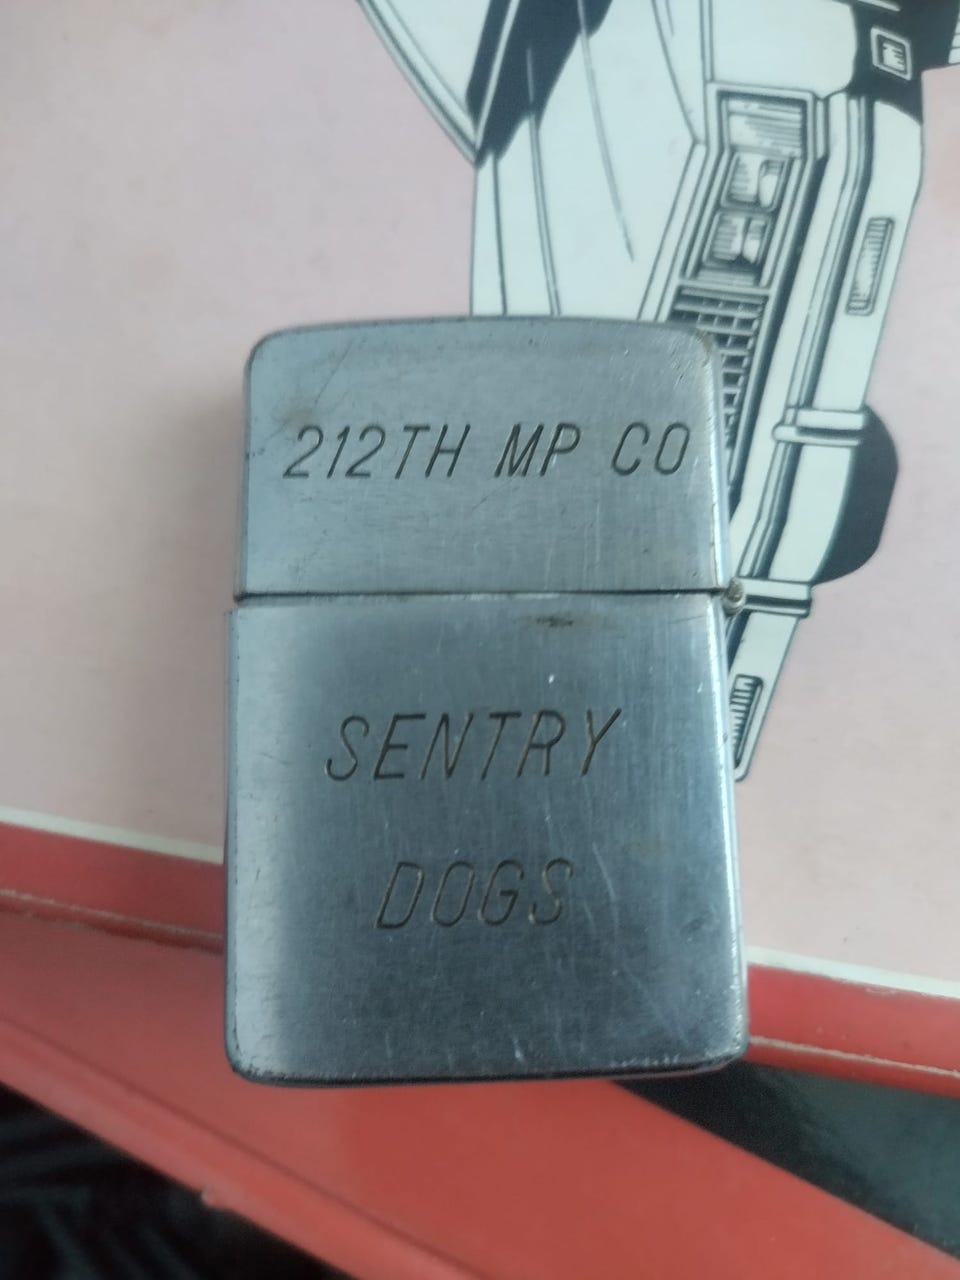 212TH MP CO
SENTRY
DOGS